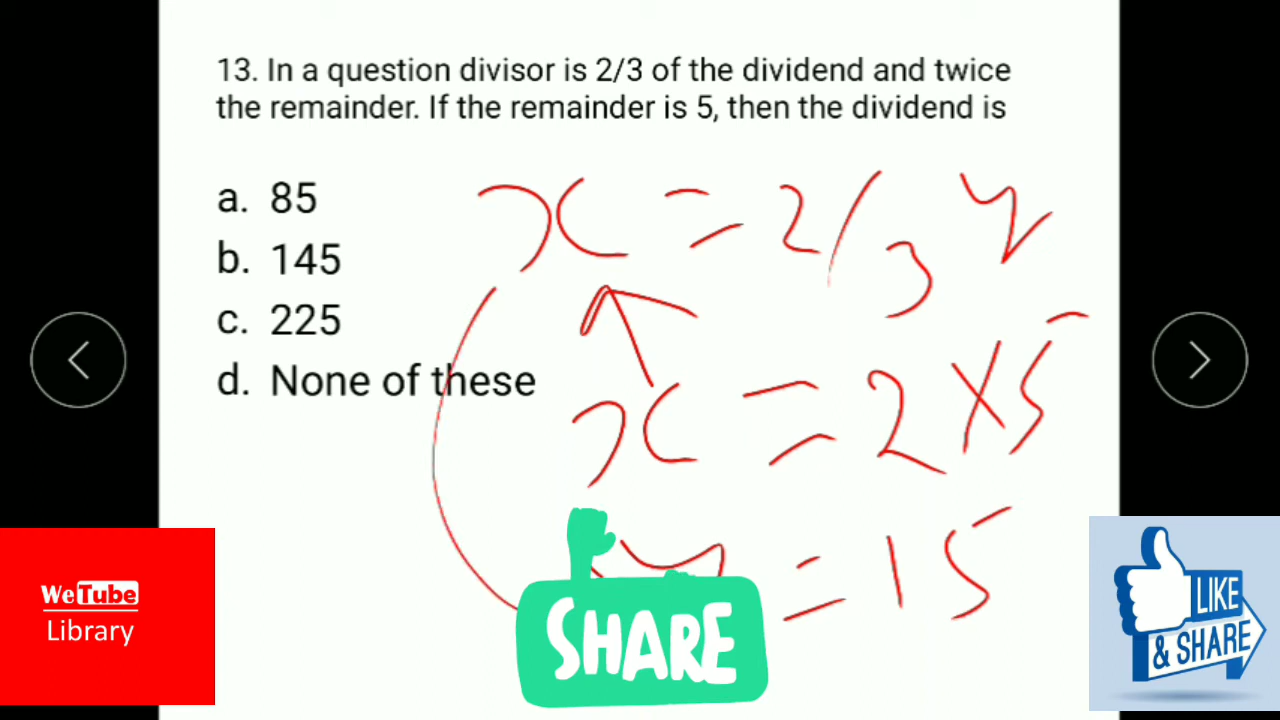 13. In a question divisor is 2/3 of the dividend and twice
the remainder. If the remainder is 5, then the dividend is
a. 85
b. 145
c. 225
d. None of these
x = 2/3 y
x = 2 x 5
y = 15
WeTube
Library
SHARE
LIKE
& SHARE